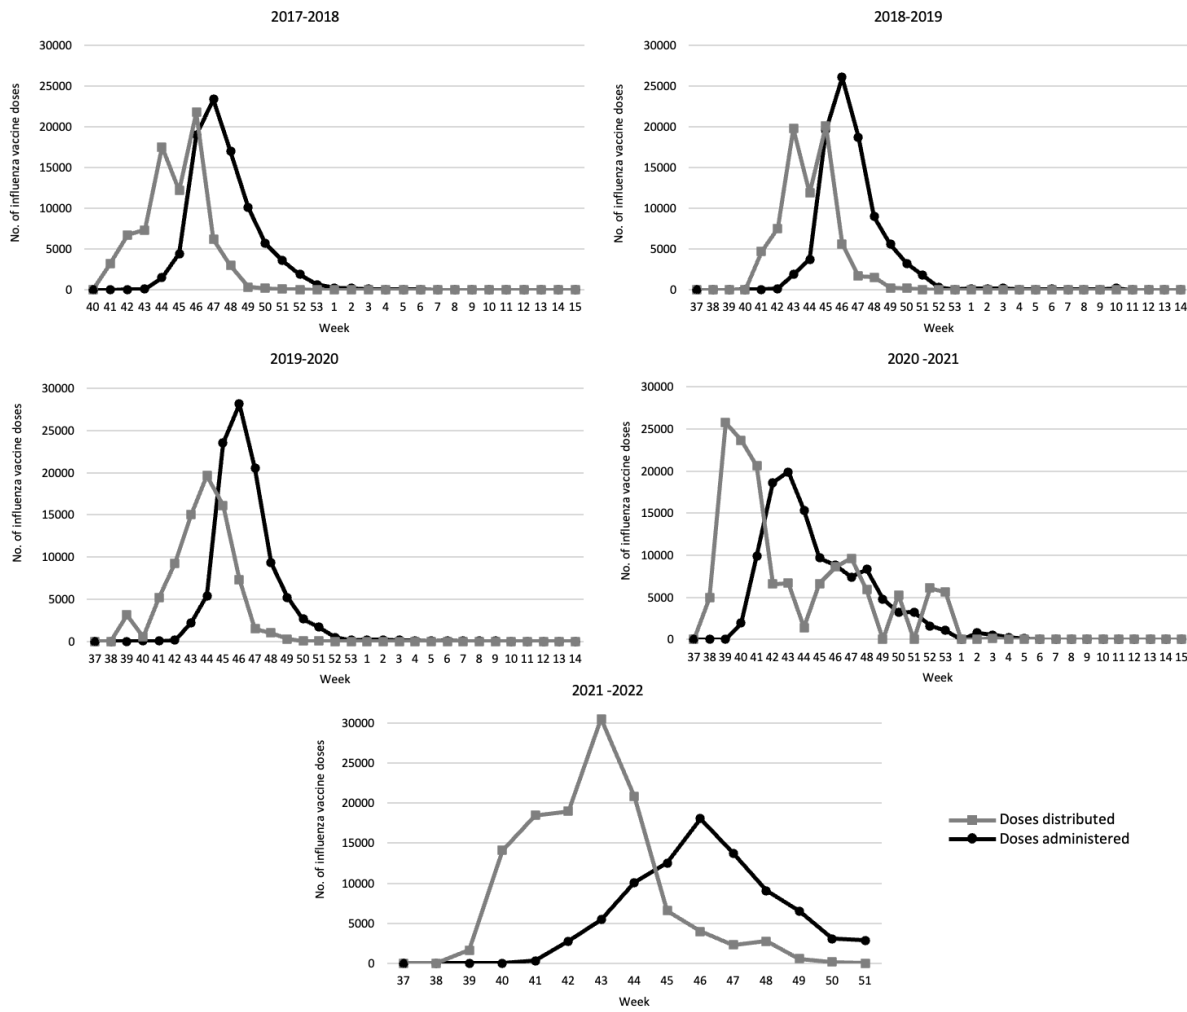 2017-2018
No. of influenza vaccine doses
30000
25000
20000
15000
10000
5000
0
40 41 42 43 44 45 46 47 48 49 50 51 52 53 1 2 3 4 5 6 7 8 9 10 11 12 13 14 15
Week
2018-2019
No. of influenza vaccine doses
30000
25000
20000
15000
10000
5000
0
37 38 39 40 41 42 43 44 45 46 47 48 49 50 51 52 53 1 2 3 4 5 6 7 8 9 10 11 12 13 14
Week
2019-2020
No. of influenza vaccine doses
30000
25000
20000
15000
10000
5000
0
37 38 39 40 41 42 43 44 45 46 47 48 49 50 51 52 53 1 2 3 4 5 6 7 8 9 10 11 12 13 14
Week
2020 -2021
No. of influenza vaccine doses
30000
25000
20000
15000
10000
5000
0
37 38 39 40 41 42 43 44 45 46 47 48 49 50 51 52 53 1 2 3 4 5 6 7 8 9 10 11 12 13 14 15
Week
2021 -2022
No. of influenza vaccine doses
30000
25000
20000
15000
10000
5000
0
37 38 39 40 41 42 43 44 45 46 47 48 49 50 51
Week
Doses distributed
Doses administered